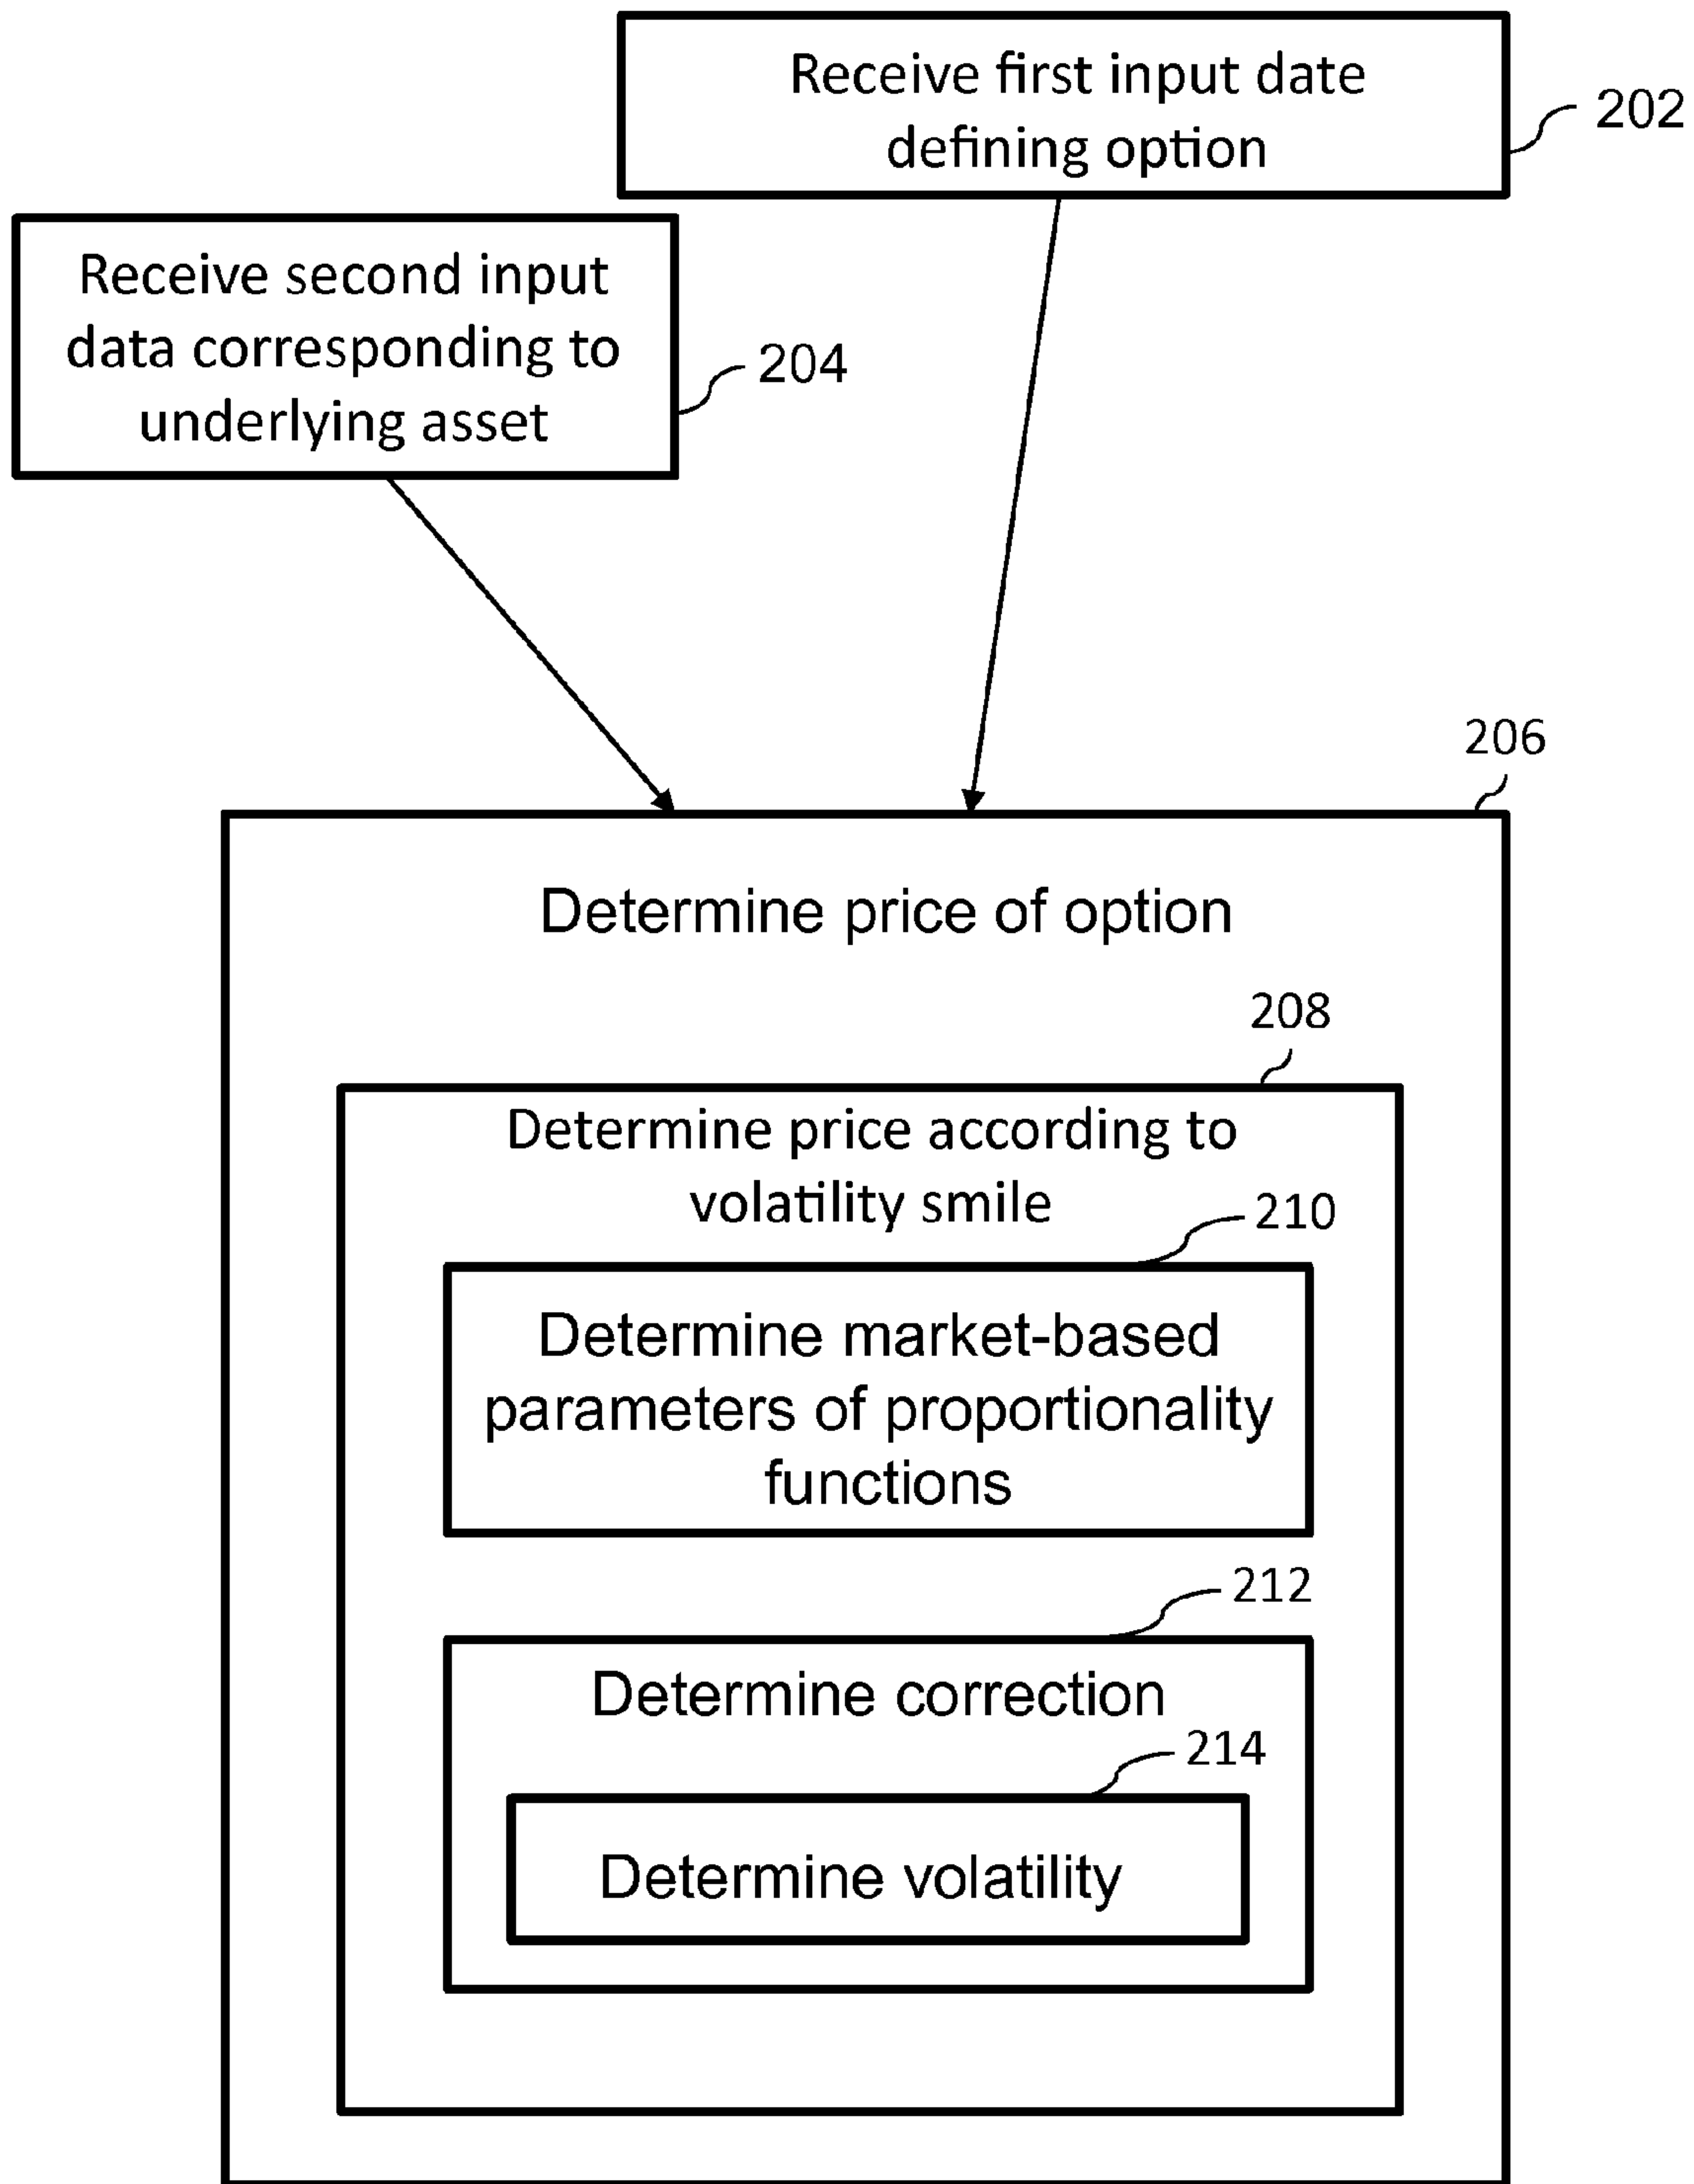 Receive first input date
defining option
202
Receive second input
data corresponding to
underlying asset
204
206
Determine price of option
208
Determine price according to
volatility smile
210
Determine market-based
parameters of proportionality
functions
212
Determine correction
214
Determine volatility